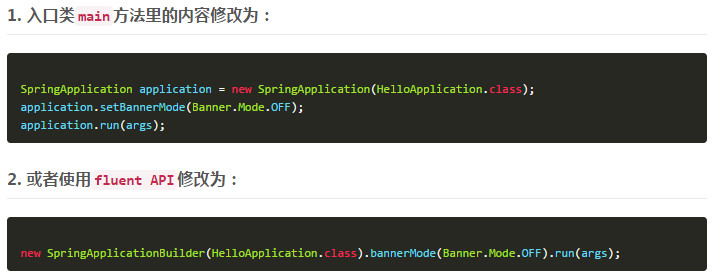 1. 入口类main方法里的内容修改为：
SpringApplication application = new SpringApplication(HelloApplication.class);
application.setBannerMode(Banner.Mode.OFF);
application.run(args);
2. 或者使用fluent API修改为：
new SpringApplicationBuilder(HelloApplication.class).bannerMode(Banner.Mode.OFF).run(args);